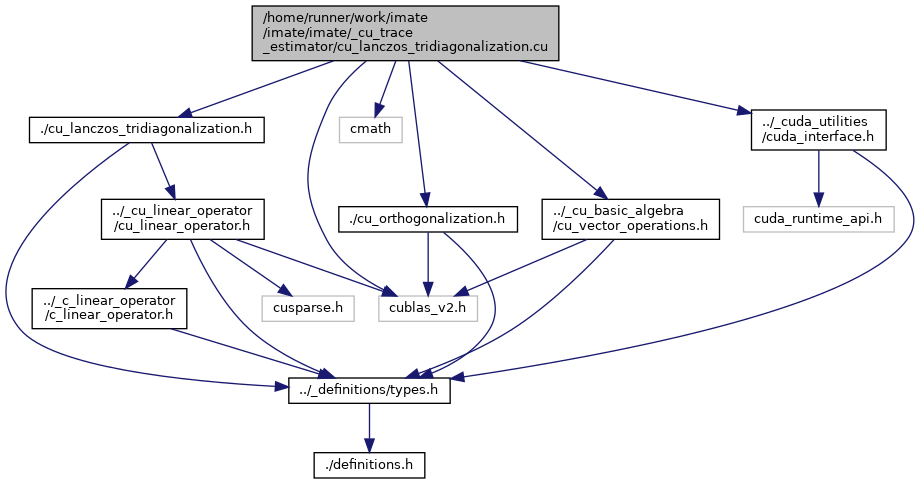 /home/runner/work/imate
/imate/imate/_cu_trace
_estimator/cu_lanczos_tridiagonalization.cu
./cu_lanczos_tridiagonalization.h
cmath
../_cuda_utilities
/cuda_interface.h
../_cu_linear_operator
/cu_linear_operator.h
./cu_orthogonalization.h
../_cu_basic_algebra
/cu_vector_operations.h
cuda_runtime_api.h
../_c_linear_operator
/c_linear_operator.h
cusparse.h
cublas_v2.h
../_definitions/types.h
./definitions.h